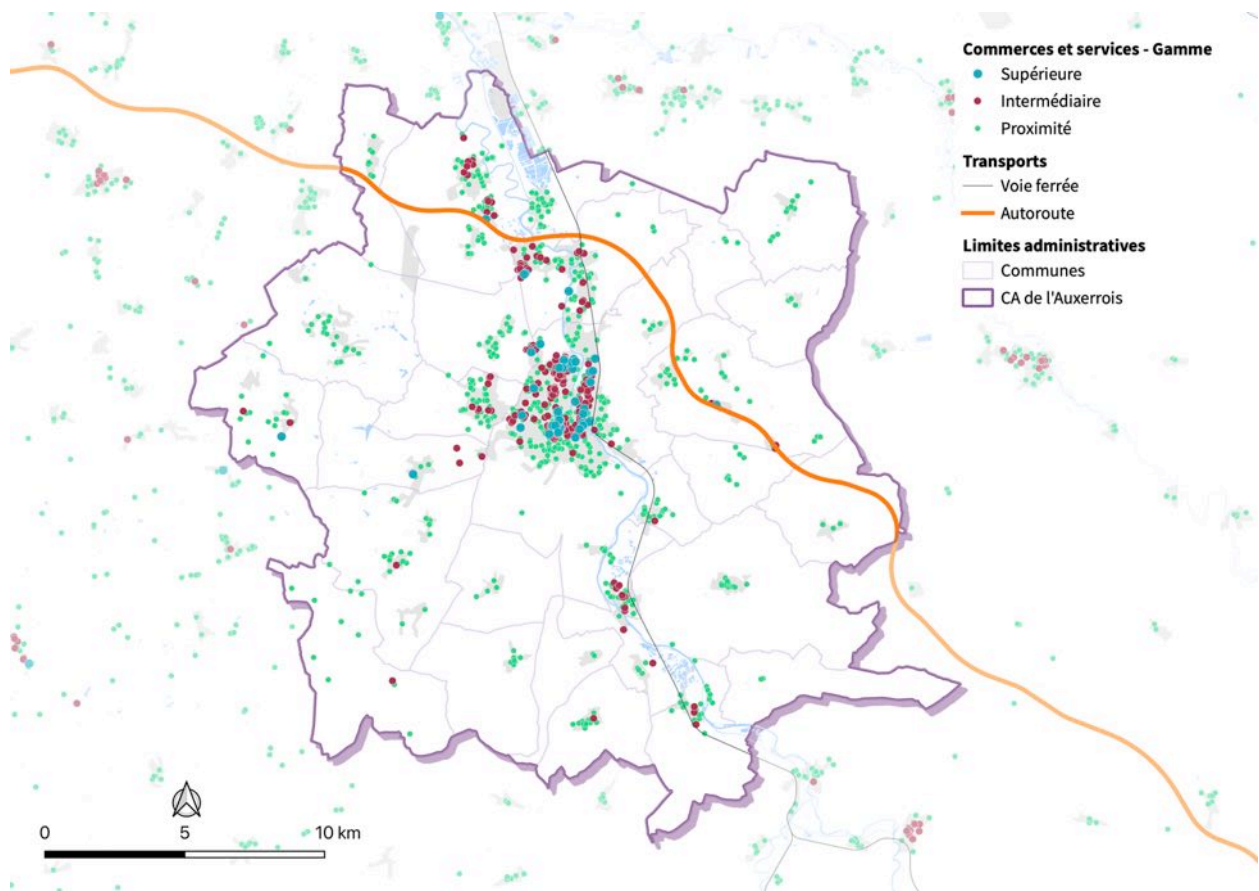 Commerces et services - Gamme
Supérieure
Intermédiaire
Proximité
Transports
Voie ferrée
Autoroute
Limites administratives
Communes
CA de l'Auxerrois
0 5 10 km